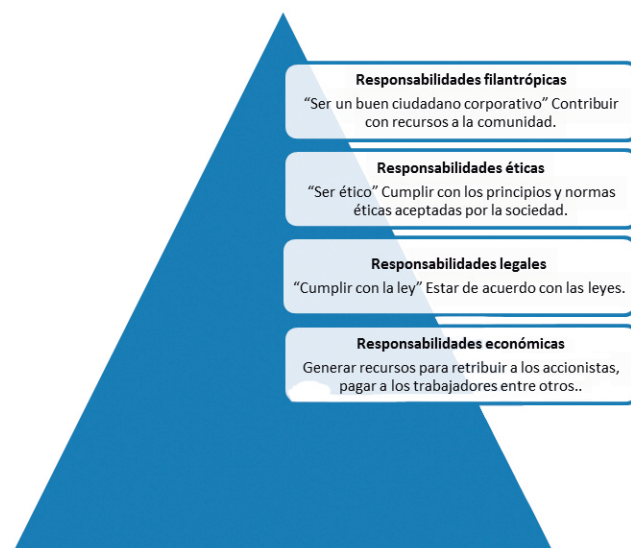 Responsabilidades filantrópicas
“Ser un buen ciudadano corporativo” Contribuir
con recursos a la comunidad.
Responsabilidades éticas
“Ser ético” Cumplir con los principios y normas
éticas aceptadas por la sociedad.
Responsabilidades legales
“Cumplir con la ley” Estar de acuerdo con las leyes.
Responsabilidades económicas
Generar recursos para retribuir a los accionistas,
pagar a los trabajadores entre otros..